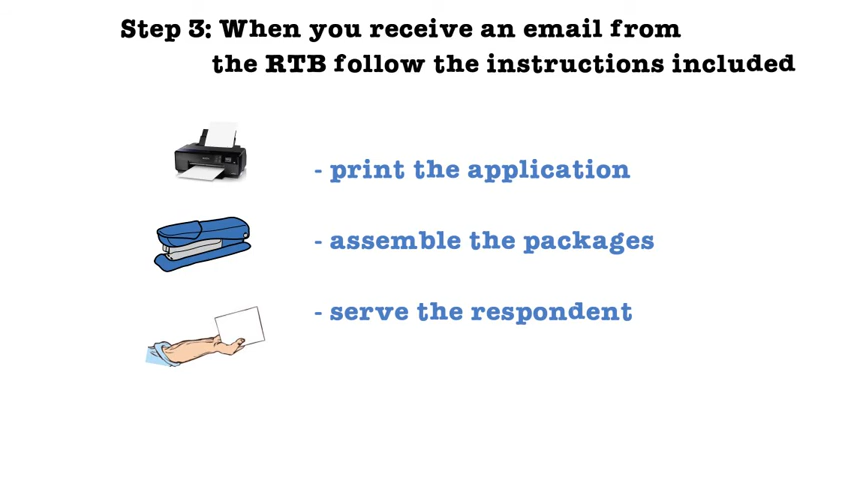 Step 3: When you receive an email from
the RTB follow the instructions included
- print the application
- assemble the packages
- serve the respondent